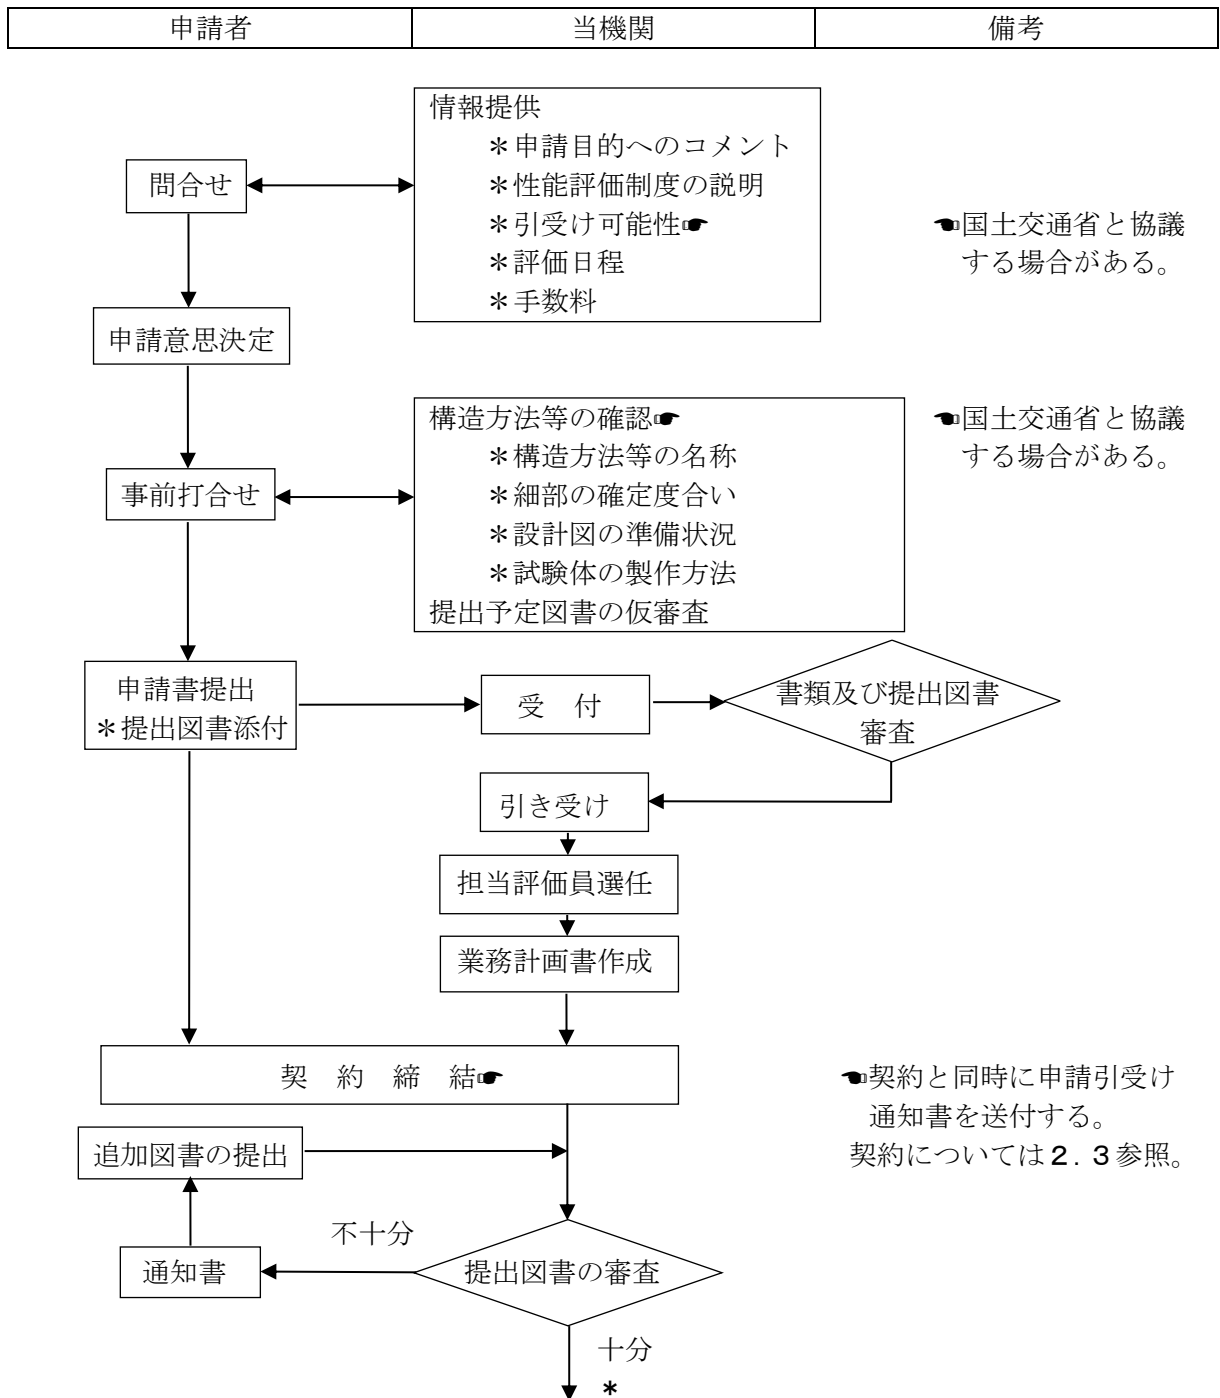 申請者 当機関 備考
情報提供
＊申請目的へのコメント
＊性能評価制度の説明
＊引受け可能性☛
＊評価日程
＊手数料
問合せ
☚国土交通省と協議
する場合がある。
申請意思決定
構造方法等の確認☛
＊構造方法等の名称
＊細部の確定度合い
＊設計図の準備状況
＊試験体の製作方法
提出予定図書の仮審査
☚国土交通省と協議
する場合がある。
事前打合せ
申請書提出
＊提出図書添付
受　付
書類及び提出図書
審査
引き受け
担当評価員選任
業務計画書作成
契　約　締　結☛
☚契約と同時に申請引受け
通知書を送付する。
契約については２．３参照。
追加図書の提出
不十分
通知書
提出図書の審査
十分
＊